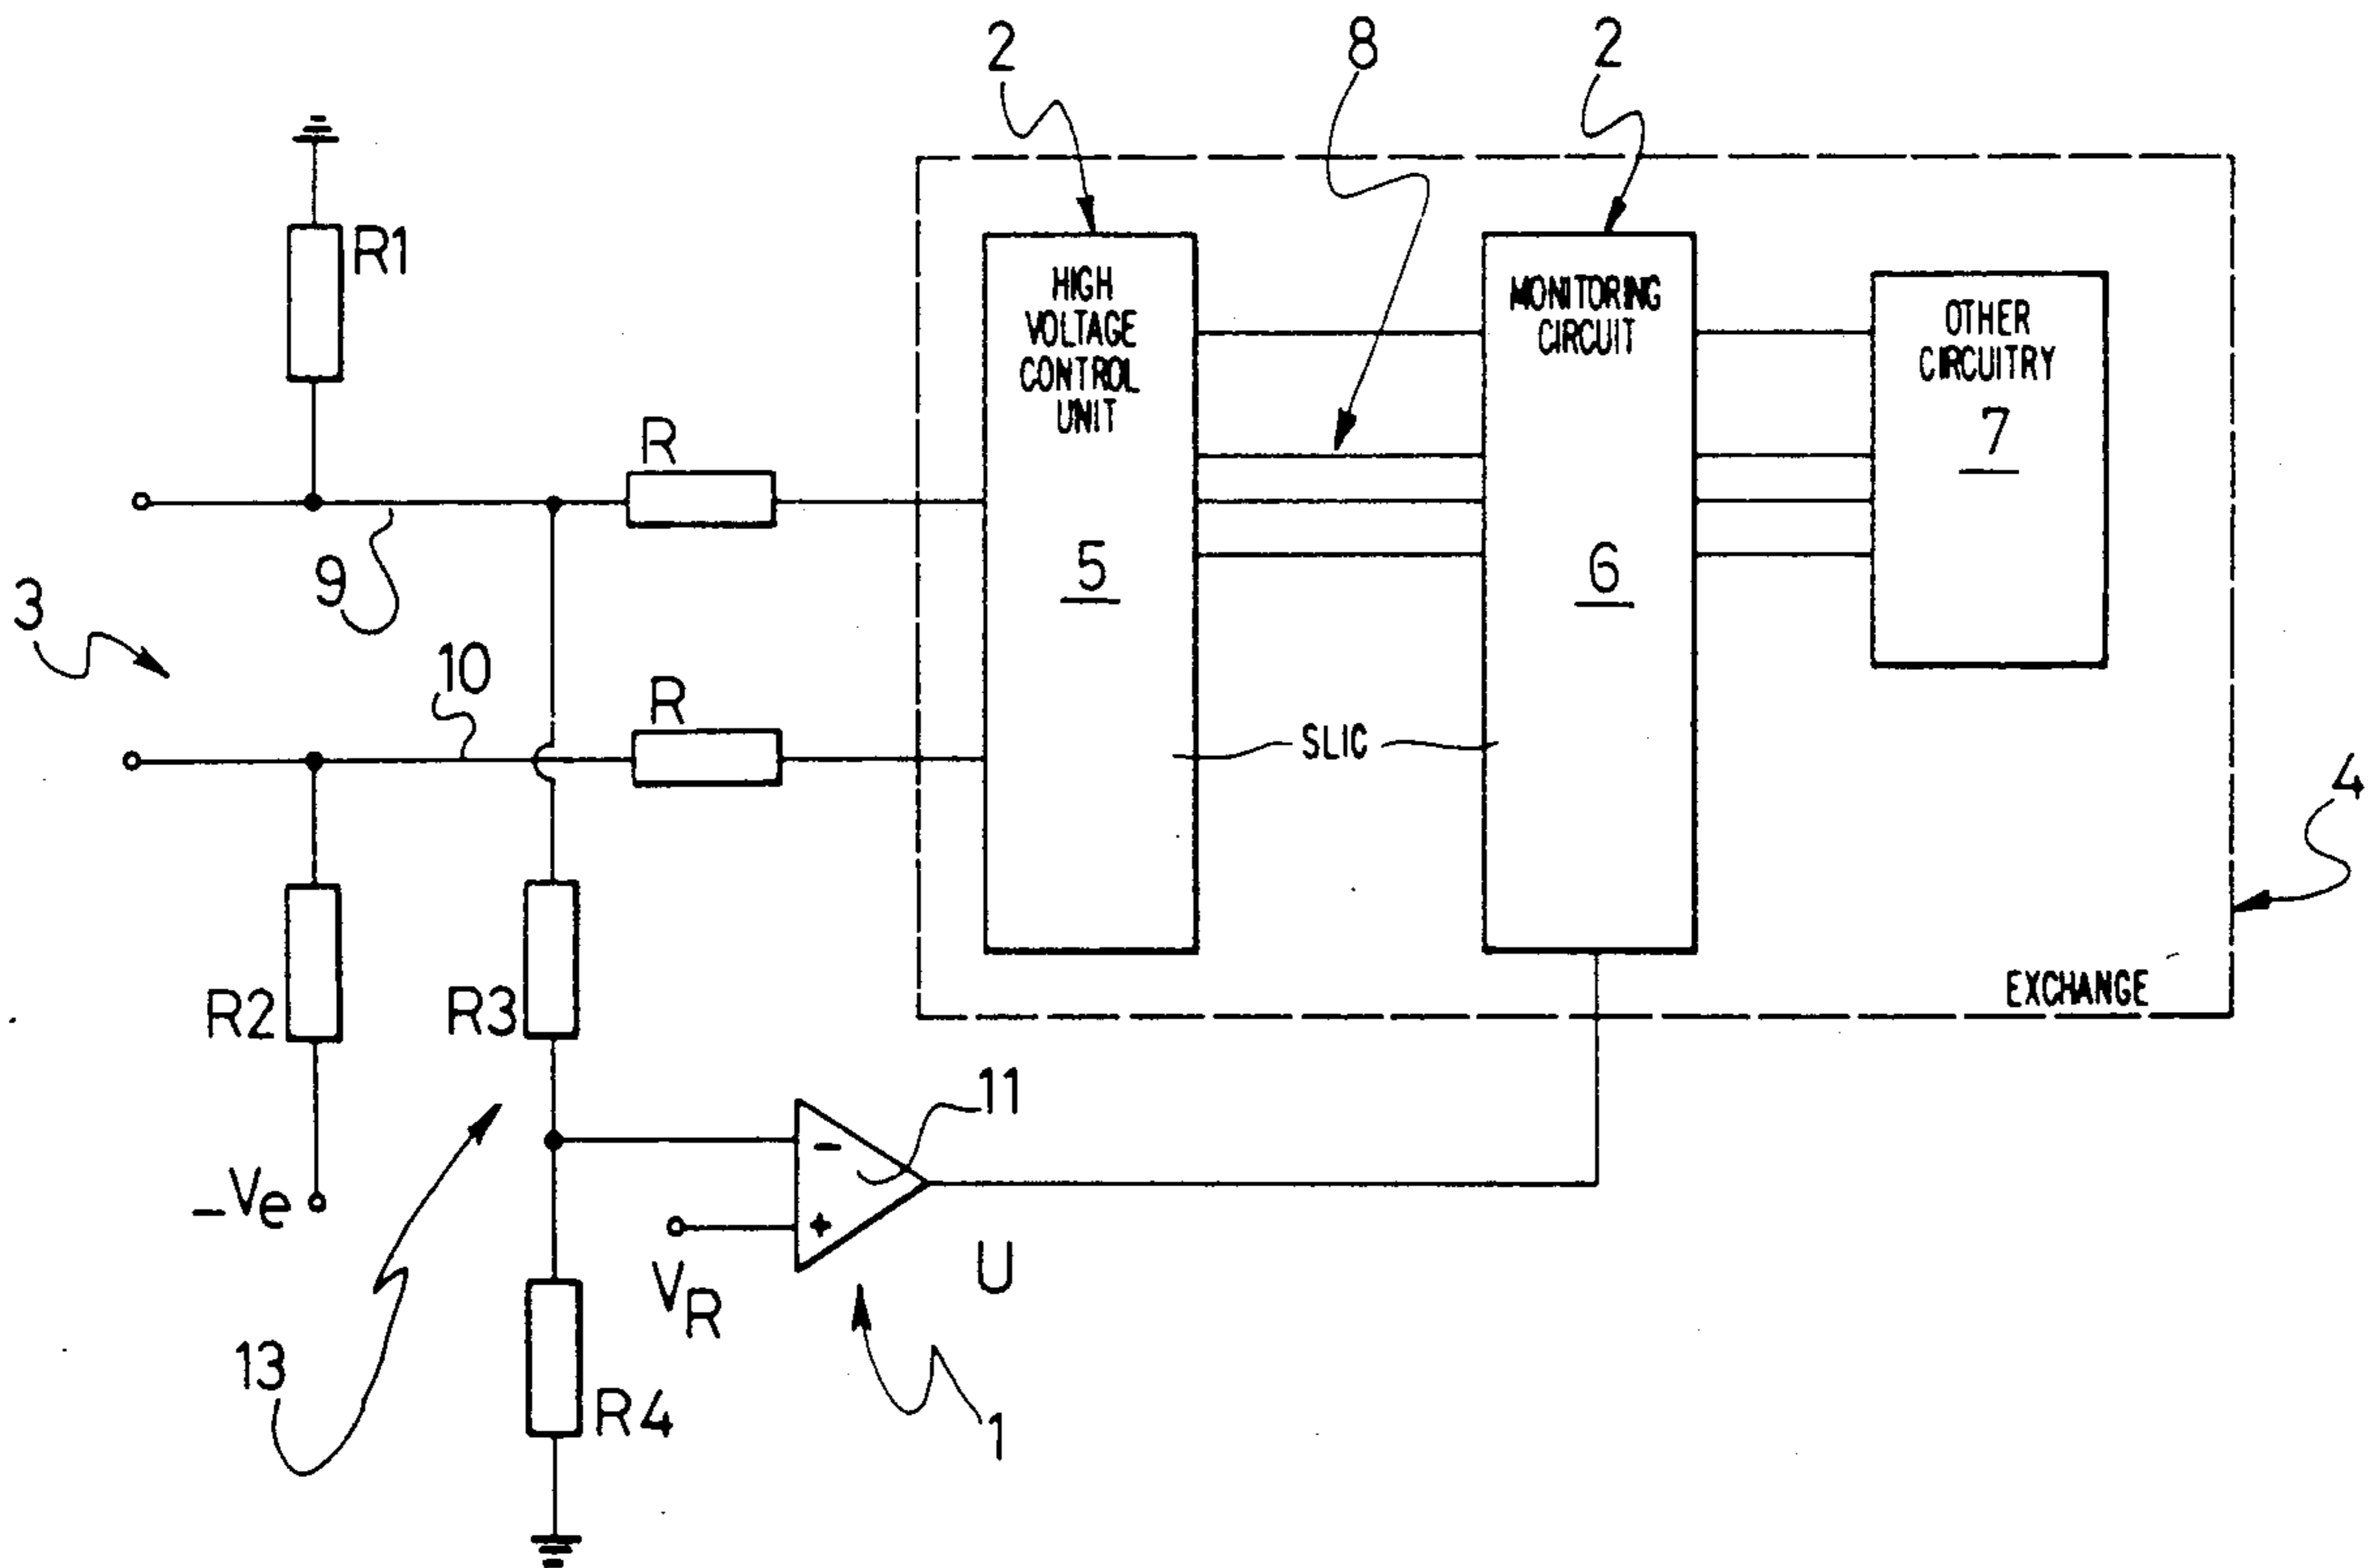 2
8
2
R1
HIGH
VOLTAGE
CONTROL
UNIT
MONITORING
CIRCUIT
OTHER
CIRCUITRY
7
R
9
5
6
3
10
R
SLIC
4
R2
R3
EXCHANGE
11
-
-Ve
+
VR
U
13
R4
1